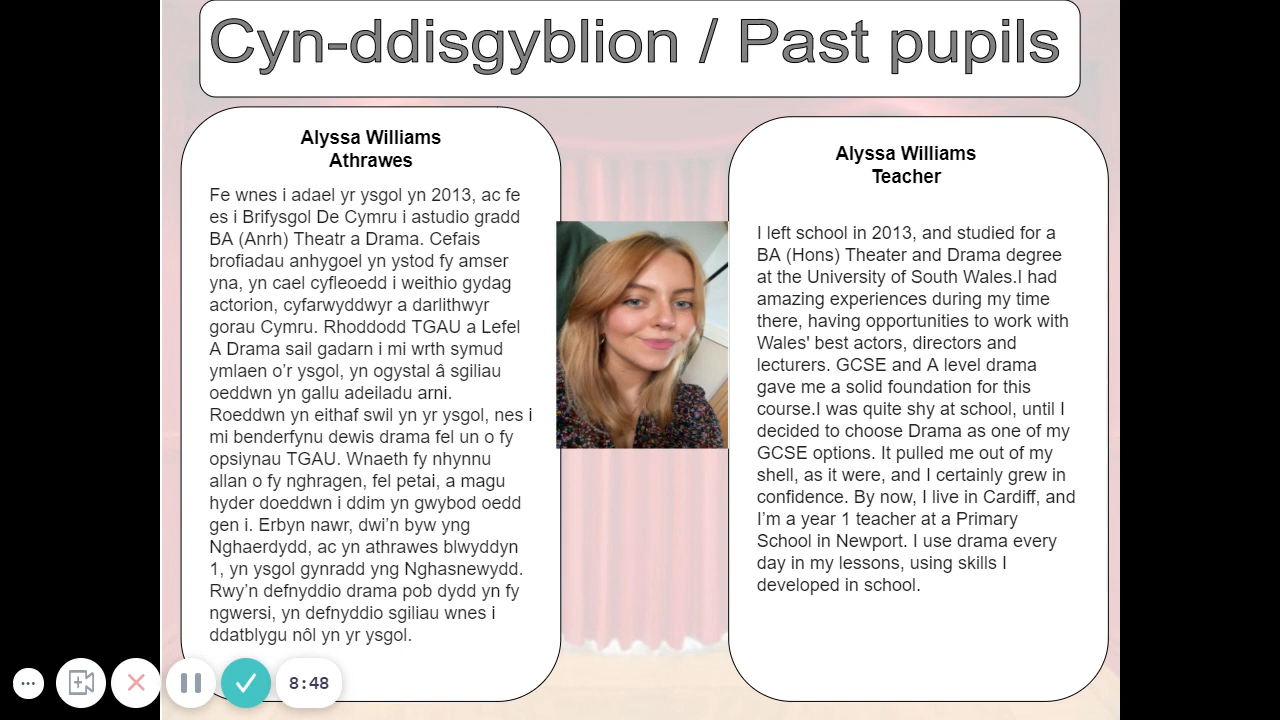 Cyn-ddisgyblion / Past pupils
Alyssa Williams
Athrawes
Fe wnes i adael yr ysgol yn 2013, ac fe
es i Brifysgol De Cymru i astudio gradd
BA (Anrh) Theatr a Drama. Cefais
brofiadau anhygoel yn ystod fy amser
yna, yn cael cyfleoedd i weithio gydag
actorion, cyfarwyddwyr a darlithwyr
gorau Cymru. Rhoddodd TGAU a Lefel
A Drama sail gadarn i mi wrth symud
ymlaen o’r ysgol, yn ogystal â sgiliau
oeddwn yn gallu adeiladu arni.
Roeddwn yn eithaf swil yn yr ysgol, nes i
mi benderfynu dewis drama fel un o fy
opsiynau TGAU. Wnaeth fy nhynnu
allan o fy nghragen, fel petai, a magu
hyder doeddwn i ddim yn gwybod oedd
gen i. Erbyn nawr, dwi’n byw yng
Nghaerdydd, ac yn athrawes blwyddyn
1, yn ysgol gynradd yng Nghasnewydd.
Rwy’n defnyddio drama pob dydd yn fy
ngwersi, yn defnyddio sgiliau wnes i
ddatblygu nôl yn yr ysgol.
Alyssa Williams
Teacher
I left school in 2013, and studied for a
BA (Hons) Theater and Drama degree
at the University of South Wales.I had
amazing experiences during my time
there, having opportunities to work with
Wales' best actors, directors and
lecturers. GCSE and A level drama
gave me a solid foundation for this
course.I was quite shy at school, until I
decided to choose Drama as one of my
GCSE options. It pulled me out of my
shell, as it were, and I certainly grew in
confidence. By now, I live in Cardiff, and
I’m a year 1 teacher at a Primary
School in Newport. I use drama every
day in my lessons, using skills I
developed in school.
8:48